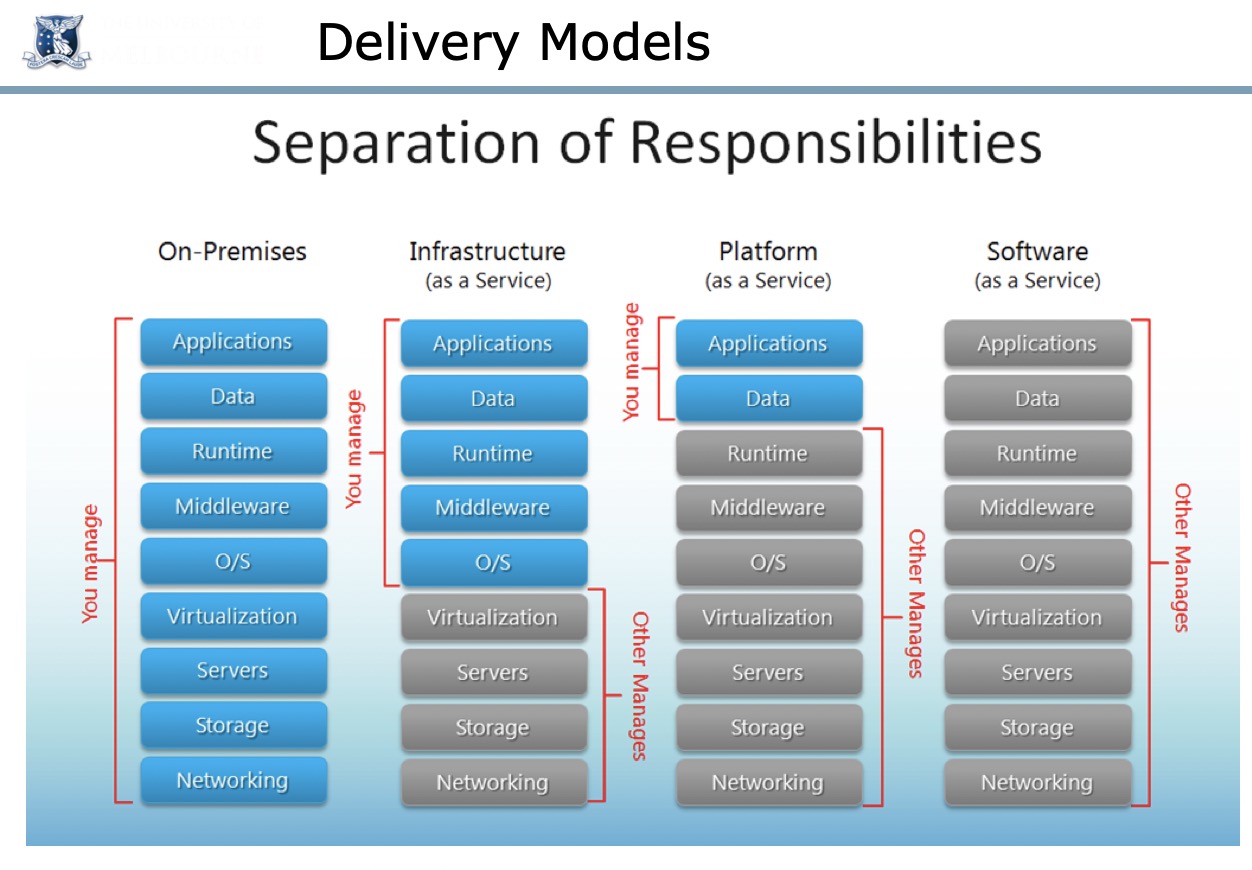 Delivery Models
Separation of Responsibilities
On-Premises
You manage
Applications
Data
Runtime
Middleware
O/S
Virtualization
Servers
Storage
Networking
Infrastructure
(as a Service)
You manage
Applications
Data
Runtime
Middleware
O/S
Virtualization
Servers
Storage
Networking
Other Manages
Platform
(as a Service)
You manage
Applications
Data
Runtime
Middleware
O/S
Virtualization
Servers
Storage
Networking
Other Manages
Software
(as a Service)
Applications
Data
Runtime
Middleware
O/S
Virtualization
Servers
Storage
Networking
Other Manages